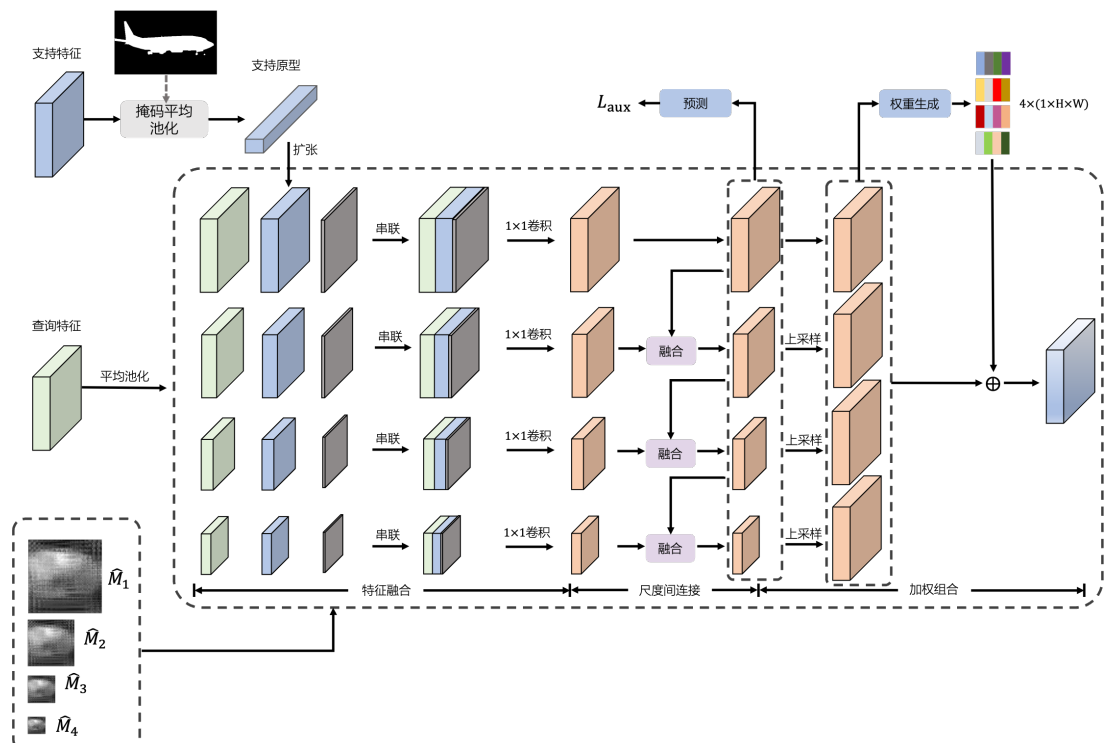 支持特征
掩码平均
池化
支持原型
扩张
L_aux
预测
权重生成
4×(1×H×W)
串联
1×1卷积
查询特征
平均池化
串联
1×1卷积
融合
上采样
串联
1×1卷积
融合
上采样
串联
1×1卷积
融合
上采样
⊕
特征融合
尺度间连接
加权组合
M̂₁
M̂₂
M̂₃
M̂₄